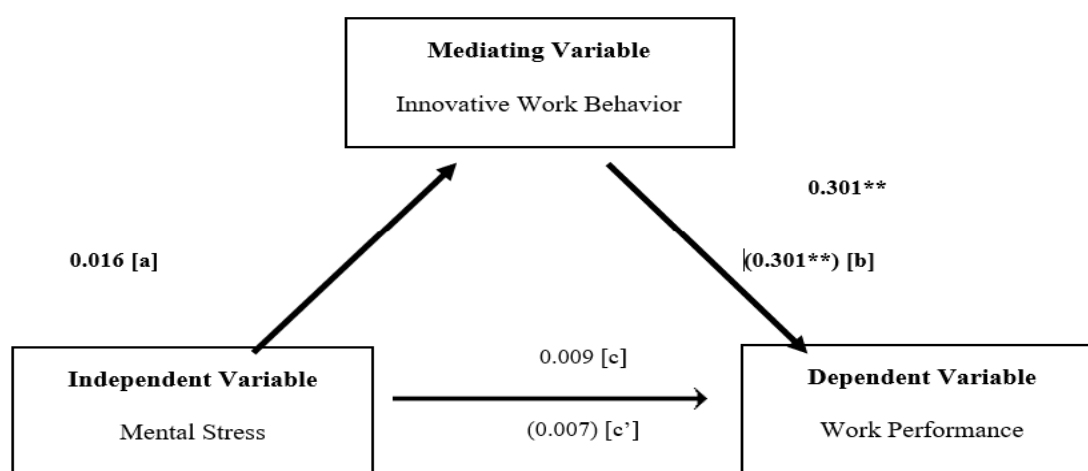 Mediating Variable
Innovative Work Behavior
0.301**
0.016 [a]
(0.301**) [b]
Independent Variable
Mental Stress
0.009 [c]
(0.007) [c’]
Dependent Variable
Work Performance